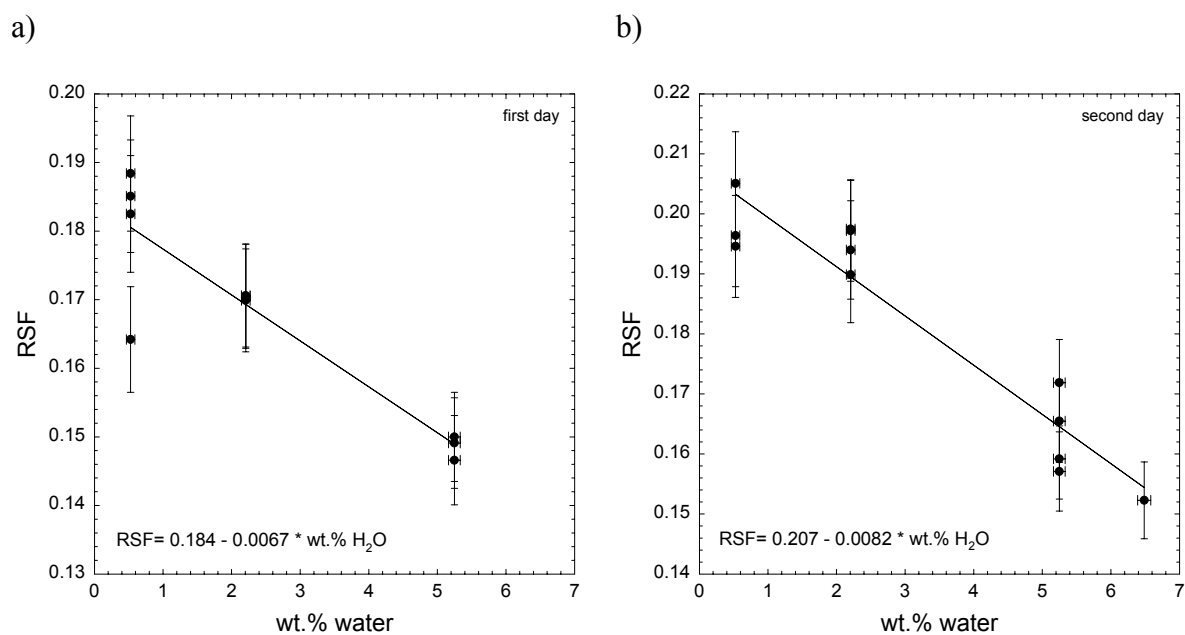 a)
first day
0.20
0.19
0.18
0.17
0.16
0.15
0.14
0.13
RSF
RSF= 0.184 - 0.0067 * wt.% H₂O
0 1 2 3 4 5 6 7
wt.% water
b)
second day
0.22
0.21
0.20
0.19
0.18
0.17
0.16
0.15
0.14
RSF
RSF= 0.207 - 0.0082 * wt.% H₂O
0 1 2 3 4 5 6 7
wt.% water